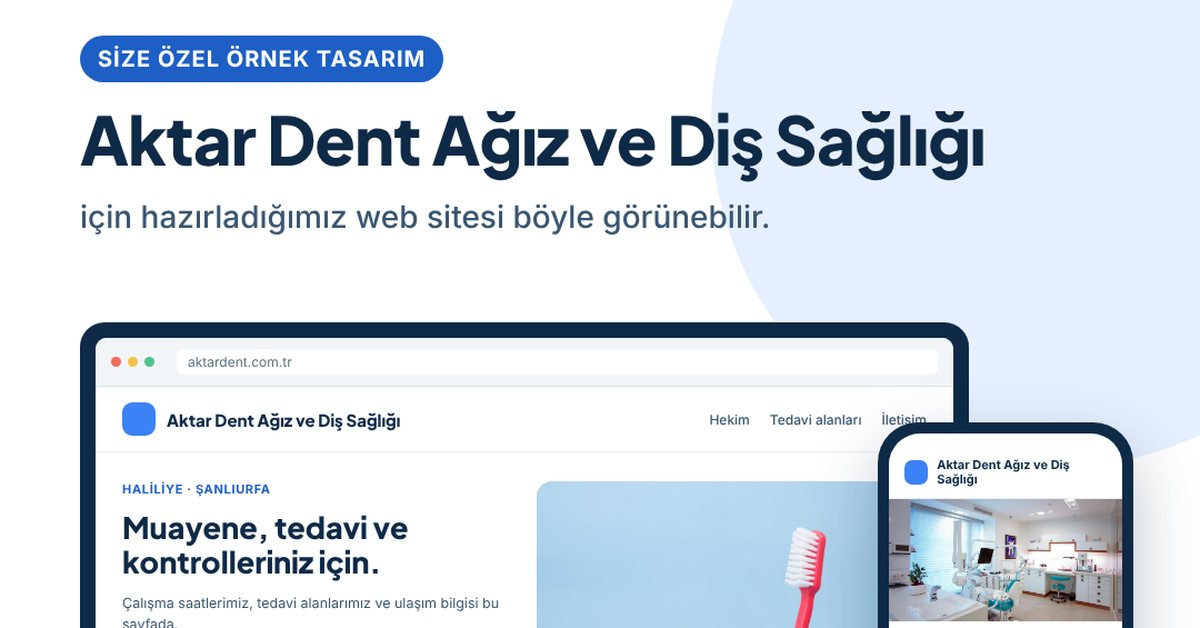 SİZE ÖZEL ÖRNEK TASARIM
Aktar Dent Ağız ve Diş Sağlığı
için hazırladığımız web sitesi böyle görünebilir.
aktardent.com.tr
Aktar Dent Ağız ve Diş Sağlığı
Hekim Tedavi alanları İletişim
HALİLİYE · ŞANLIURFA
Muayene, tedavi ve
kontrolleriniz için.
Çalışma saatlerimiz, tedavi alanlarımız ve ulaşım bilgisi bu
sayfada.
Aktar Dent Ağız ve Diş
Sağlığı